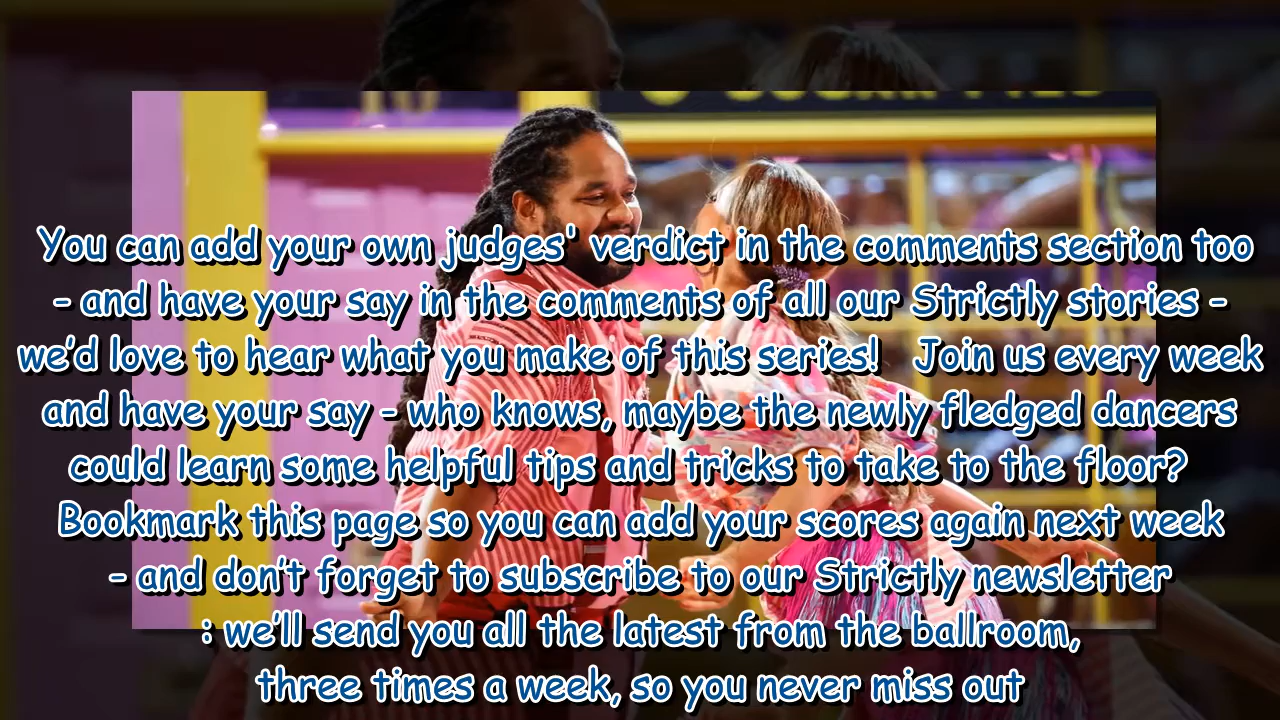 You can add your own judges' verdict in the comments section too
– and have your say in the comments of all our Strictly stories –
we’d love to hear what you make of this series!   Join us every week
and have your say – who knows, maybe the newly fledged dancers
could learn some helpful tips and tricks to take to the floor?
Bookmark this page so you can add your scores again next week
– and don’t forget to subscribe to our Strictly newsletter
: we’ll send you all the latest from the ballroom,
three times a week, so you never miss out